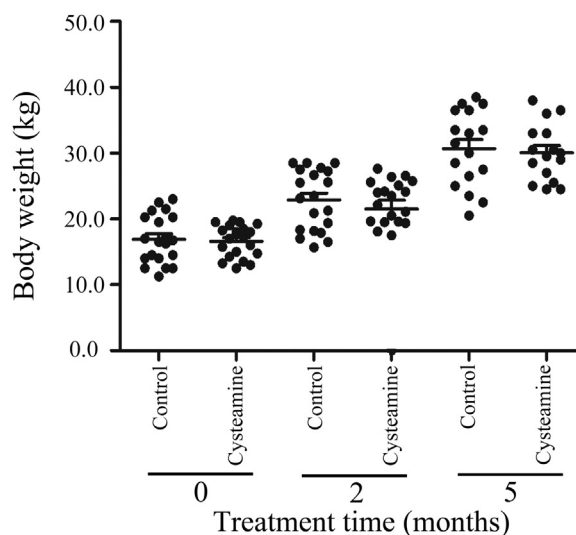 50.0
40.0
30.0
20.0
10.0
0.0
Body weight (kg)
Control
Cysteamine
Control
Cysteamine
Control
Cysteamine
0
2
5
Treatment time (months)